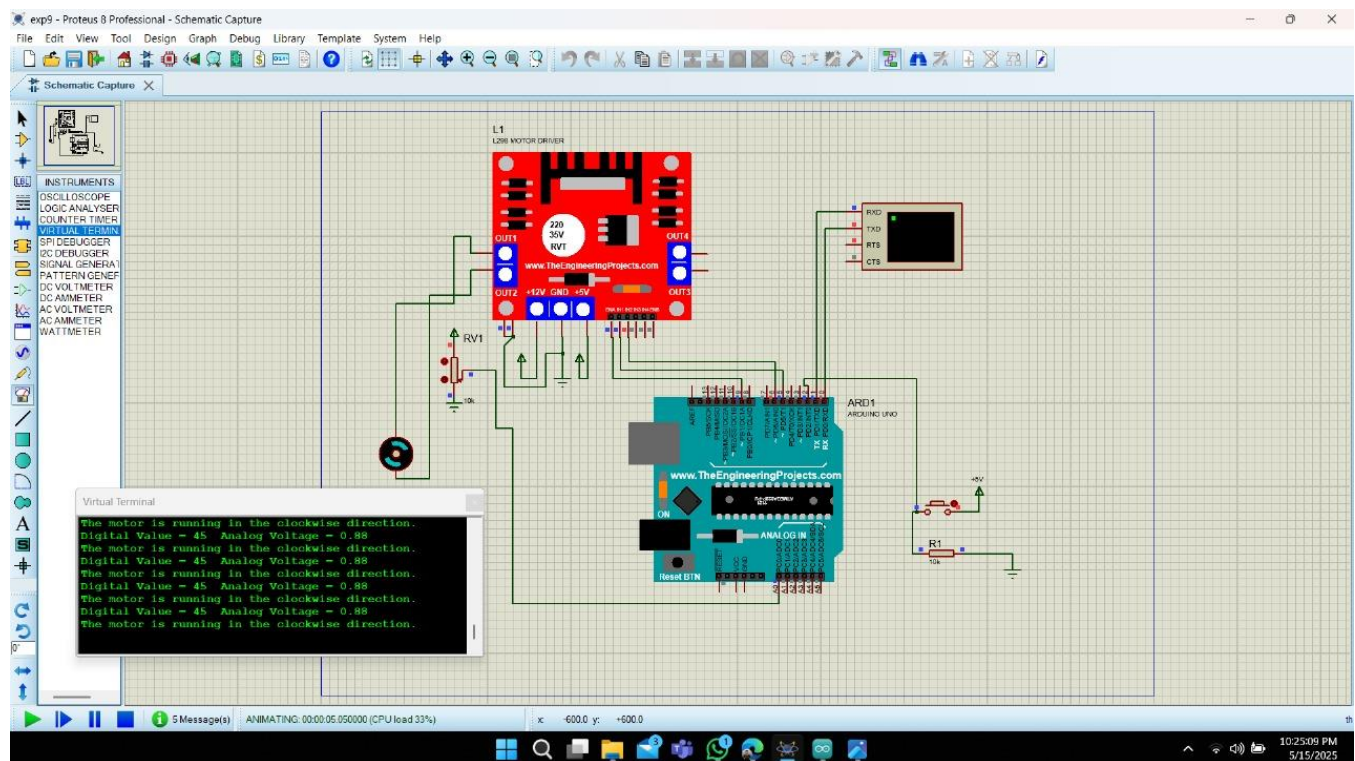 exp9 - Proteus 8 Professional - Schematic Capture
File Edit View Tool Design Graph Debug Library Template System Help
Schematic Capture
INSTRUMENTS
OSCILLOSCOPE
LOGIC ANALYSER
COUNTER TIMER
VIRTUAL TERMIN
SPI DEBUGGER
I2C DEBUGGER
SIGNAL GENERAT
PATTERN GENEF
DC VOLTMETER
DC AMMETER
AC VOLTMETER
AC AMMETER
WATTMETER
L1
L298 MOTOR DRIVER
220
35V
RVT
OUT1
OUT4
www.TheEngineeringProjects.com
OUT2
+12V GND +5V
OUT3
RV1
10k
RXD
TXD
RTS
CTS
ARD1
ARDUINO UNO
AREF
TX
RX
www.TheEngineeringProjects.com
ON
ANALOG IN
Reset BTN
RESET
VCC
GND
+5V
R1
10k
Virtual Terminal
The motor is running in the clockwise direction.
Digital Value = 45 Analog Voltage = 0.88
The motor is running in the clockwise direction.
Digital Value = 45 Analog Voltage = 0.88
The motor is running in the clockwise direction.
Digital Value = 45 Analog Voltage = 0.88
The motor is running in the clockwise direction.
Digital Value = 45 Analog Voltage = 0.88
The motor is running in the clockwise direction.
0°
5 Message(s)
ANIMATING: 00:00:05.050000 (CPU load 33%)
x: -600.0 y: +600.0
th
10:25:09 PM
5/15/2025